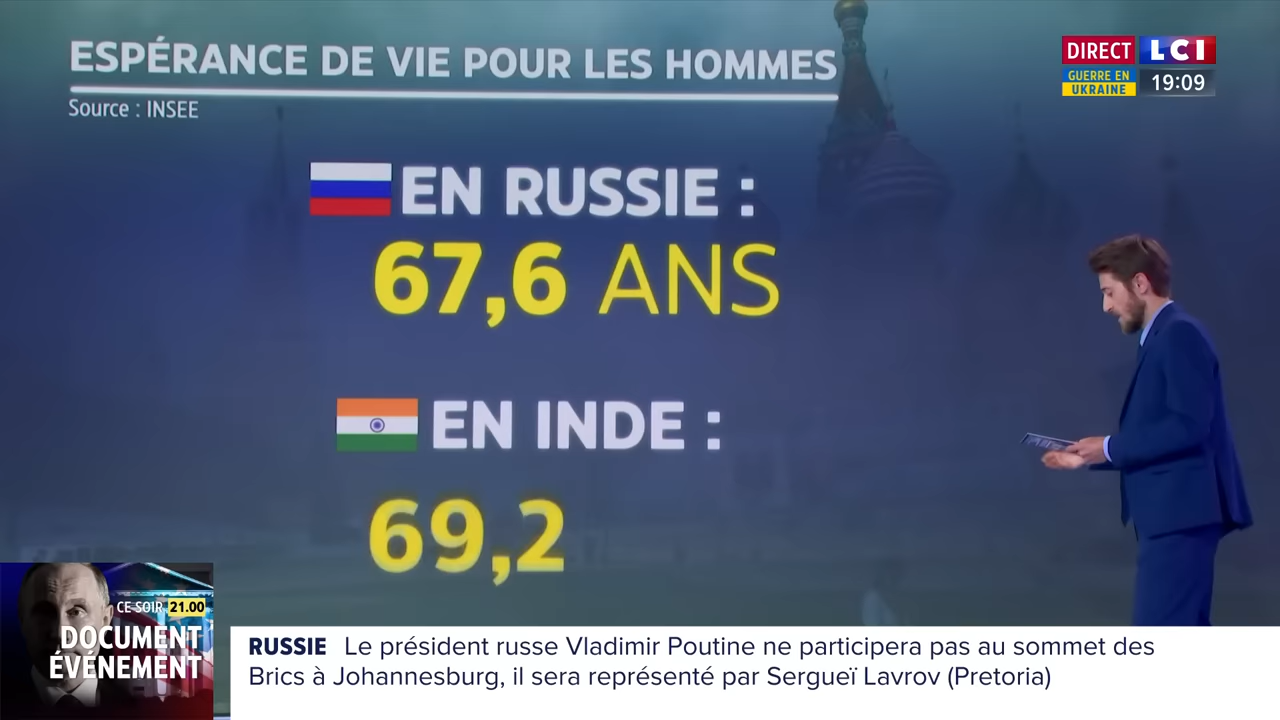 ESPÉRANCE DE VIE POUR LES HOMMES
Source : INSEE
DIRECT LCI
GUERRE EN
UKRAINE
19:09
EN RUSSIE :
67,6 ANS
EN INDE :
69,2
CE SOIR 21.00
DOCUMENT
ÉVÉNEMENT
RUSSIE Le président russe Vladimir Poutine ne participera pas au sommet des
Brics à Johannesburg, il sera représenté par Sergueï Lavrov (Pretoria)